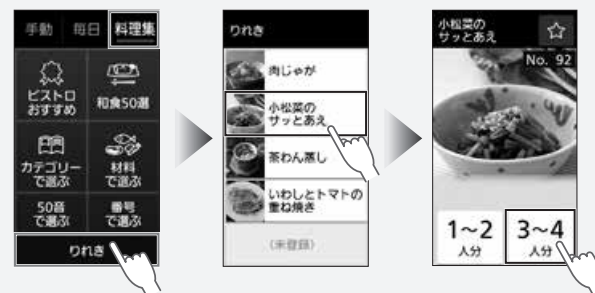 手動 毎日 料理集
ビストロ
おすすめ
和食50選
カテゴリー
で選ぶ
材料
で選ぶ
50音
で選ぶ
番号
で選ぶ
りれき
りれき
肉じゃが
小松菜の
サッとあえ
茶わん蒸し
いわしとトマトの
重ね焼き
(未登録)
小松菜の
サッとあえ
No. 92
1~2
人分
3~4
人分